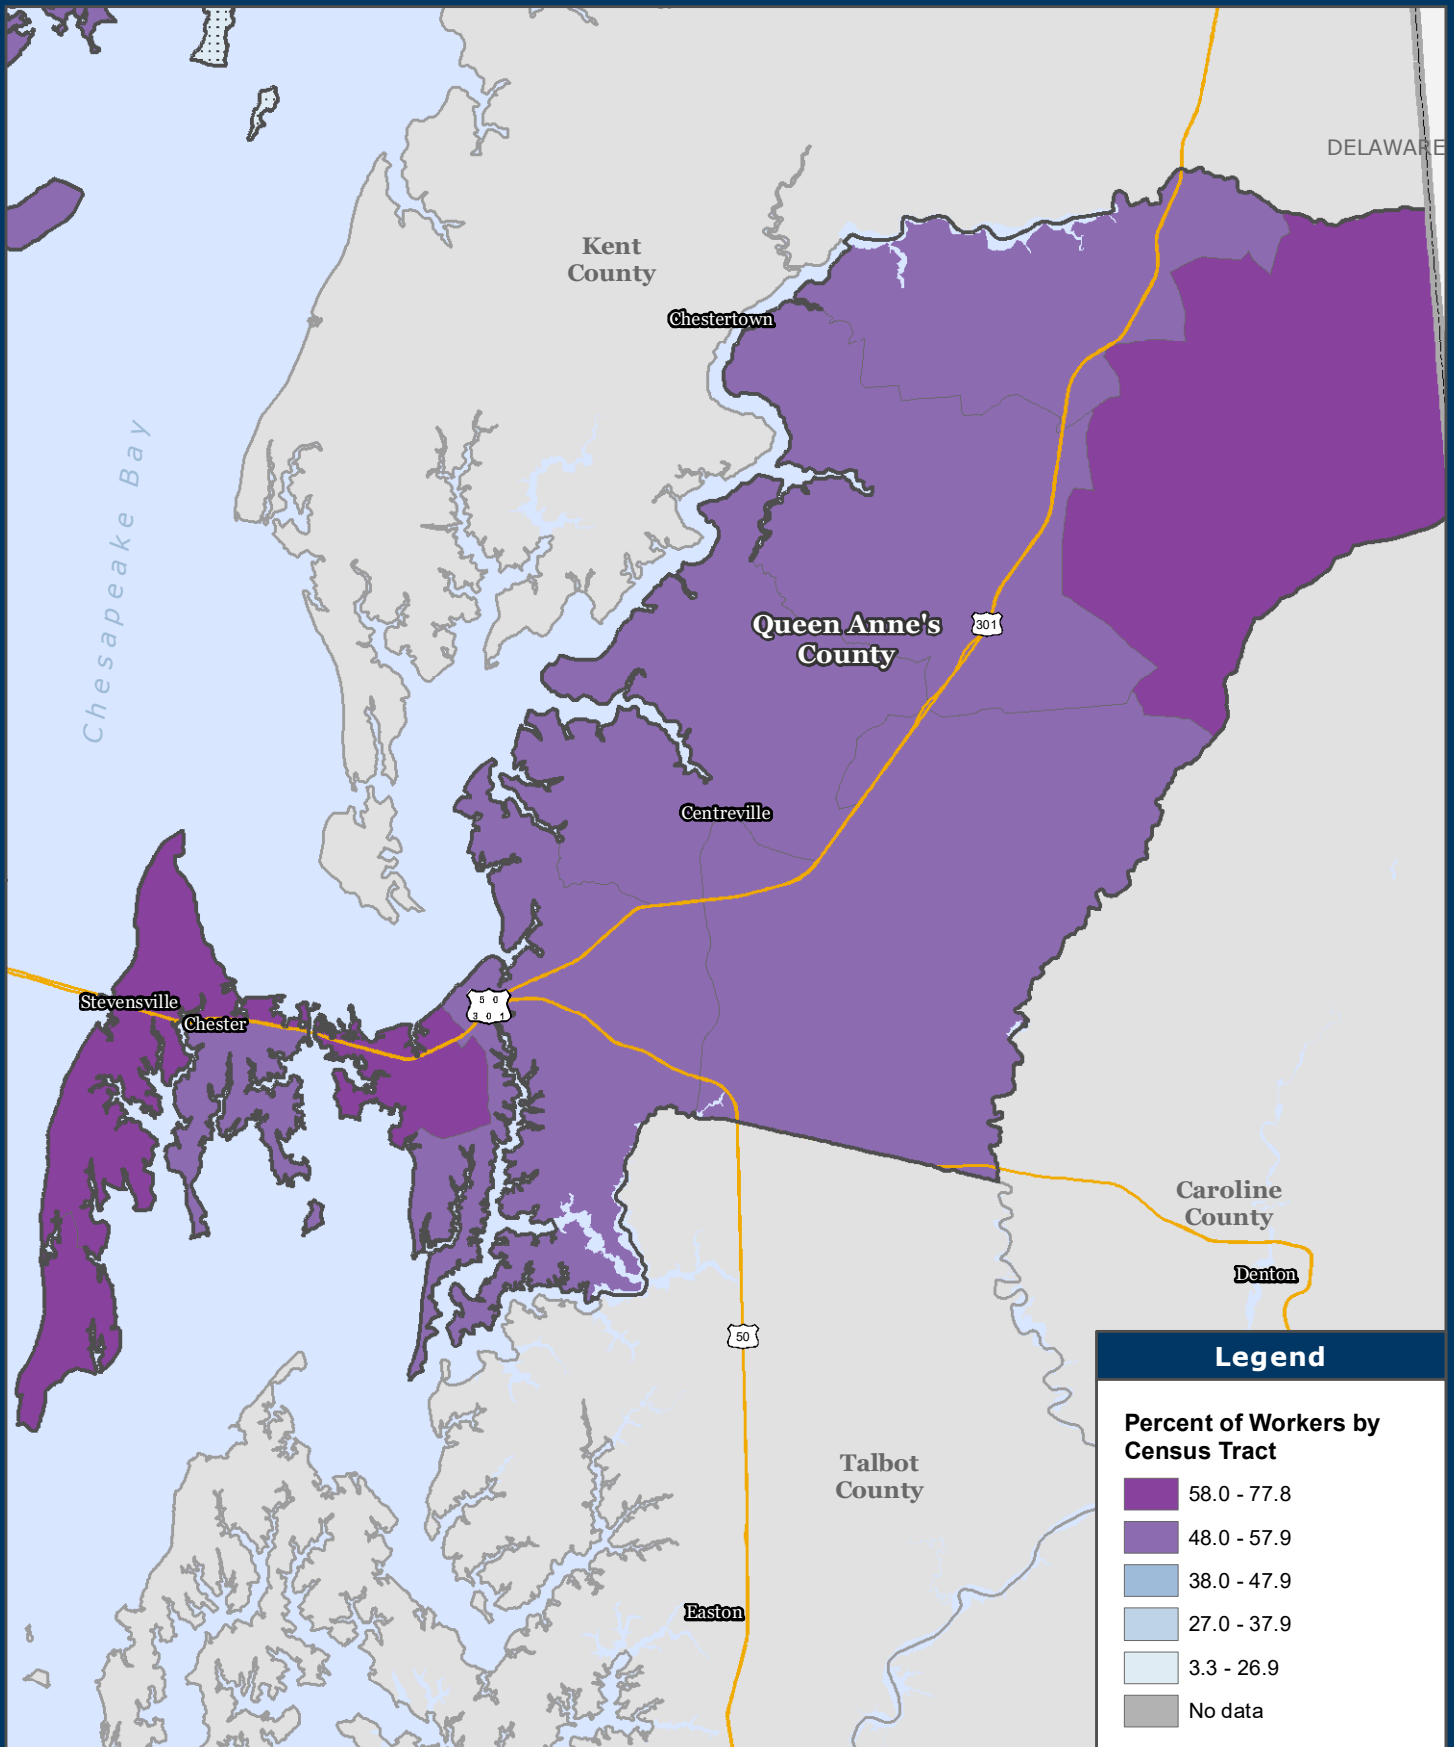 DELAWARE
Kent
County
Chestertown
Chesapeake Bay
Queen Anne's
County
301
Centreville
Stevensville
Chester
50
301
Caroline
County
Denton
50
Talbot
County
Easton
Legend
Percent of Workers by
Census Tract
58.0 - 77.8
48.0 - 57.9
38.0 - 47.9
27.0 - 37.9
3.3 - 26.9
No data